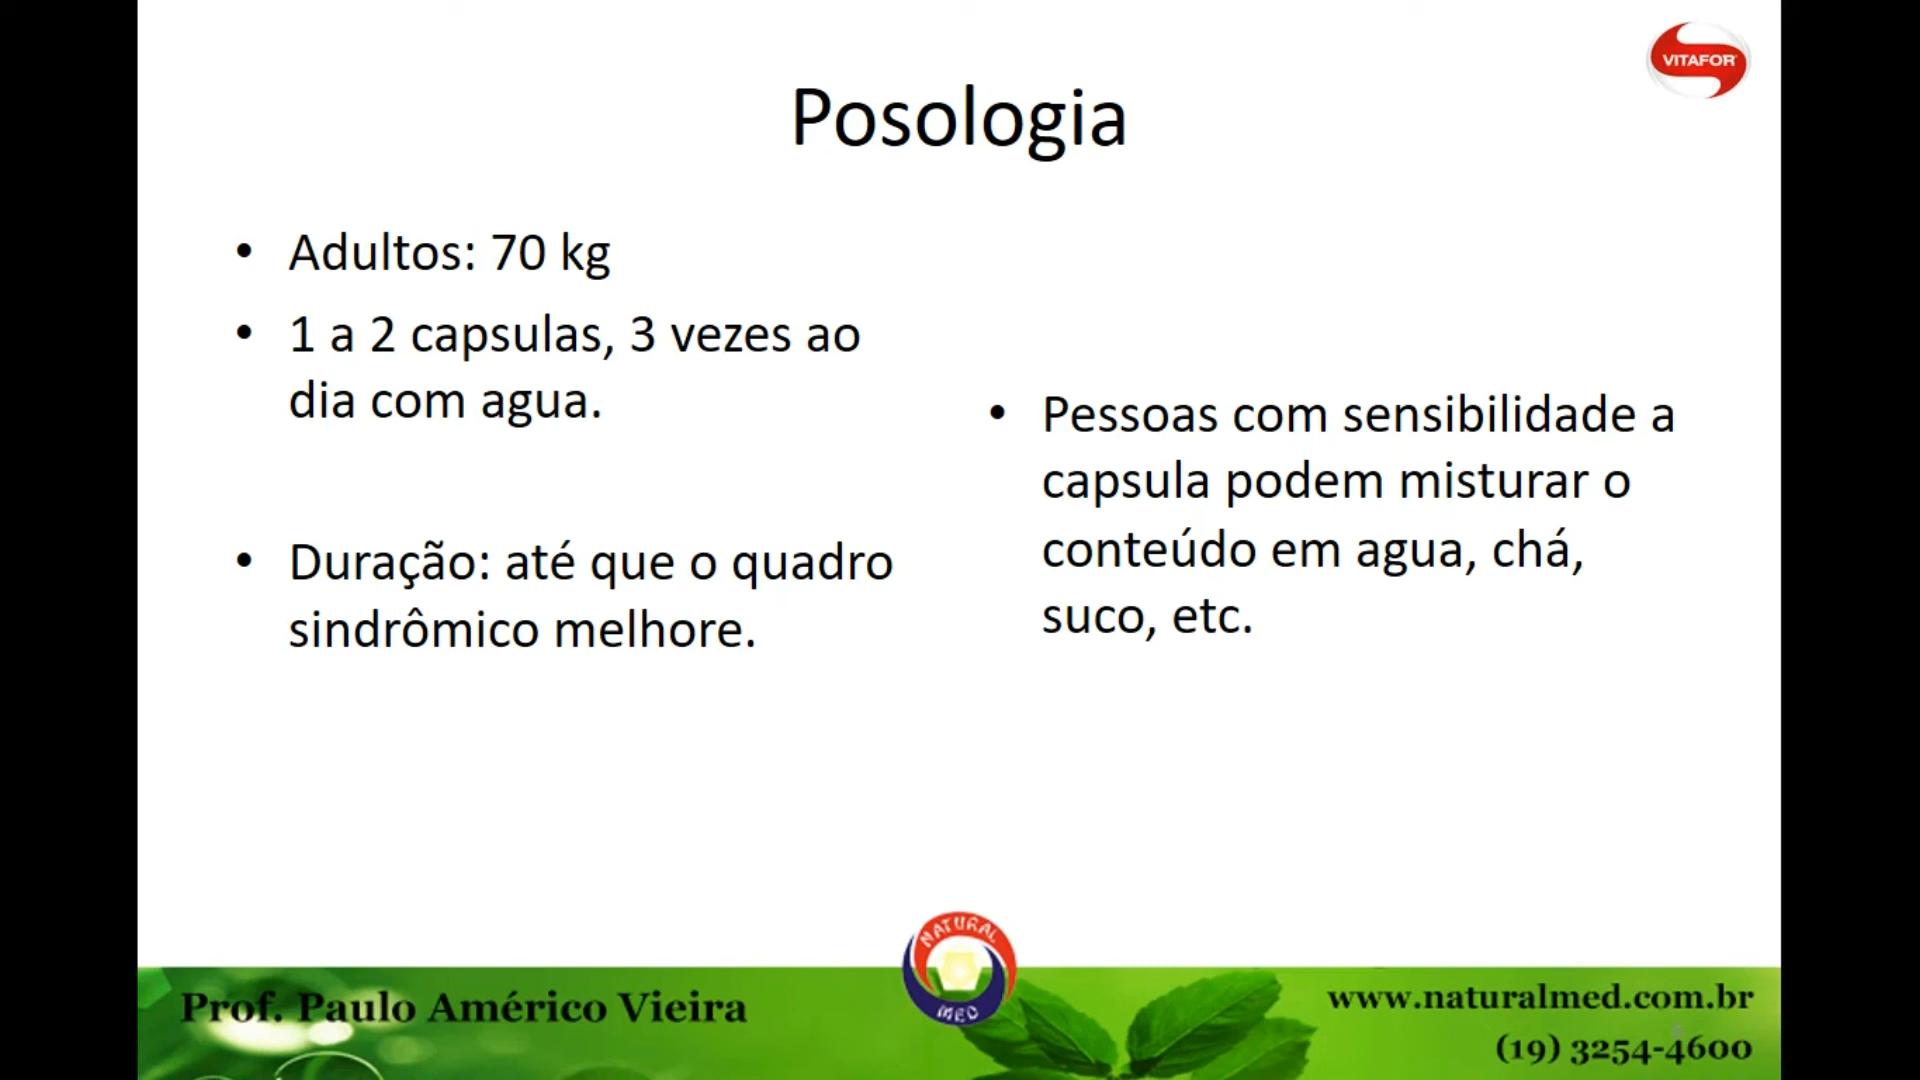 VITAFOR
Posologia
• Adultos: 70 kg
• 1 a 2 capsulas, 3 vezes ao
dia com agua.
• Duração: até que o quadro
sindrômico melhore.
• Pessoas com sensibilidade a
capsula podem misturar o
conteúdo em agua, chá,
suco, etc.
NATURAL
MED
Prof. Paulo Américo Vieira
www.naturalmed.com.br
(19) 3254-4600